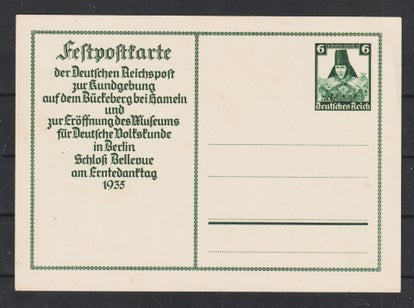 Festpostkarte
der Deutschen Reichspost
zur Kundgebung
auf dem Bückeberg bei Hameln
und
zur Eröffnung des Museums
für Deutsche Volkskunde
in Berlin
Schloß Bellevue
am Erntedanktag
1935
6 6
Deutsches Reich